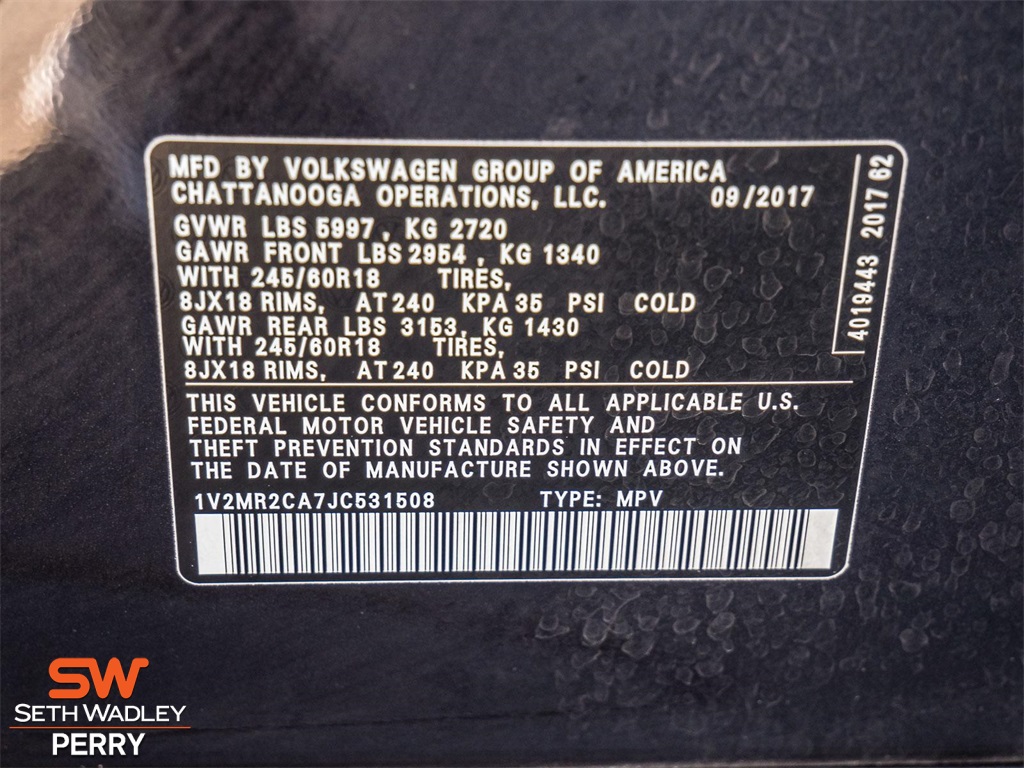 MFD BY VOLKSWAGEN GROUP OF AMERICA
CHATTANOOGA OPERATIONS, LLC. 09/2017
GVWR LBS 5997, KG 2720
GAWR FRONT LBS 2954, KG 1340
WITH 245/60R18 TIRES,
8JX18 RIMS, AT 240 KPA 35 PSI COLD
GAWR REAR LBS 3153, KG 1430
WITH 245/60R18 TIRES,
8JX18 RIMS, AT 240 KPA 35 PSI COLD
THIS VEHICLE CONFORMS TO ALL APPLICABLE U.S.
FEDERAL MOTOR VEHICLE SAFETY AND
THEFT PREVENTION STANDARDS IN EFFECT ON
THE DATE OF MANUFACTURE SHOWN ABOVE.
1V2MR2CA7JC531508 TYPE: MPV
4019443 2017 62
SW
SETH WADLEY
PERRY